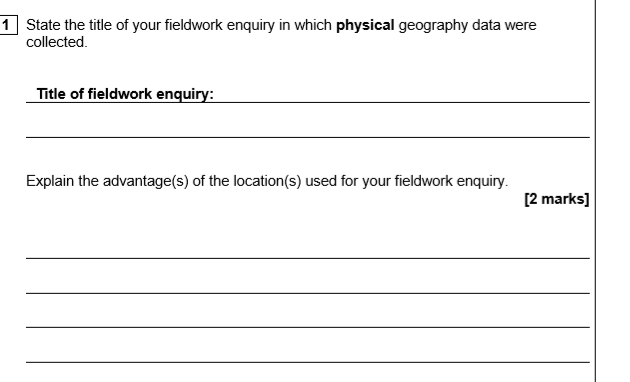 1 State the title of your fieldwork enquiry in which physical geography data were
collected.
Title of fieldwork enquiry:
Explain the advantage(s) of the location(s) used for your fieldwork enquiry.
[2 marks]